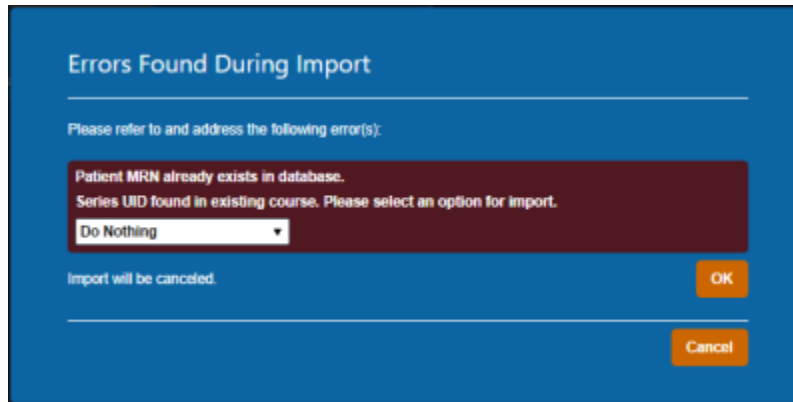 Errors Found During Import
Please refer to and address the following error(s):
Patient MRN already exists in database.
Series UID found in existing course. Please select an option for import.
Do Nothing
Import will be canceled.
OK
Cancel